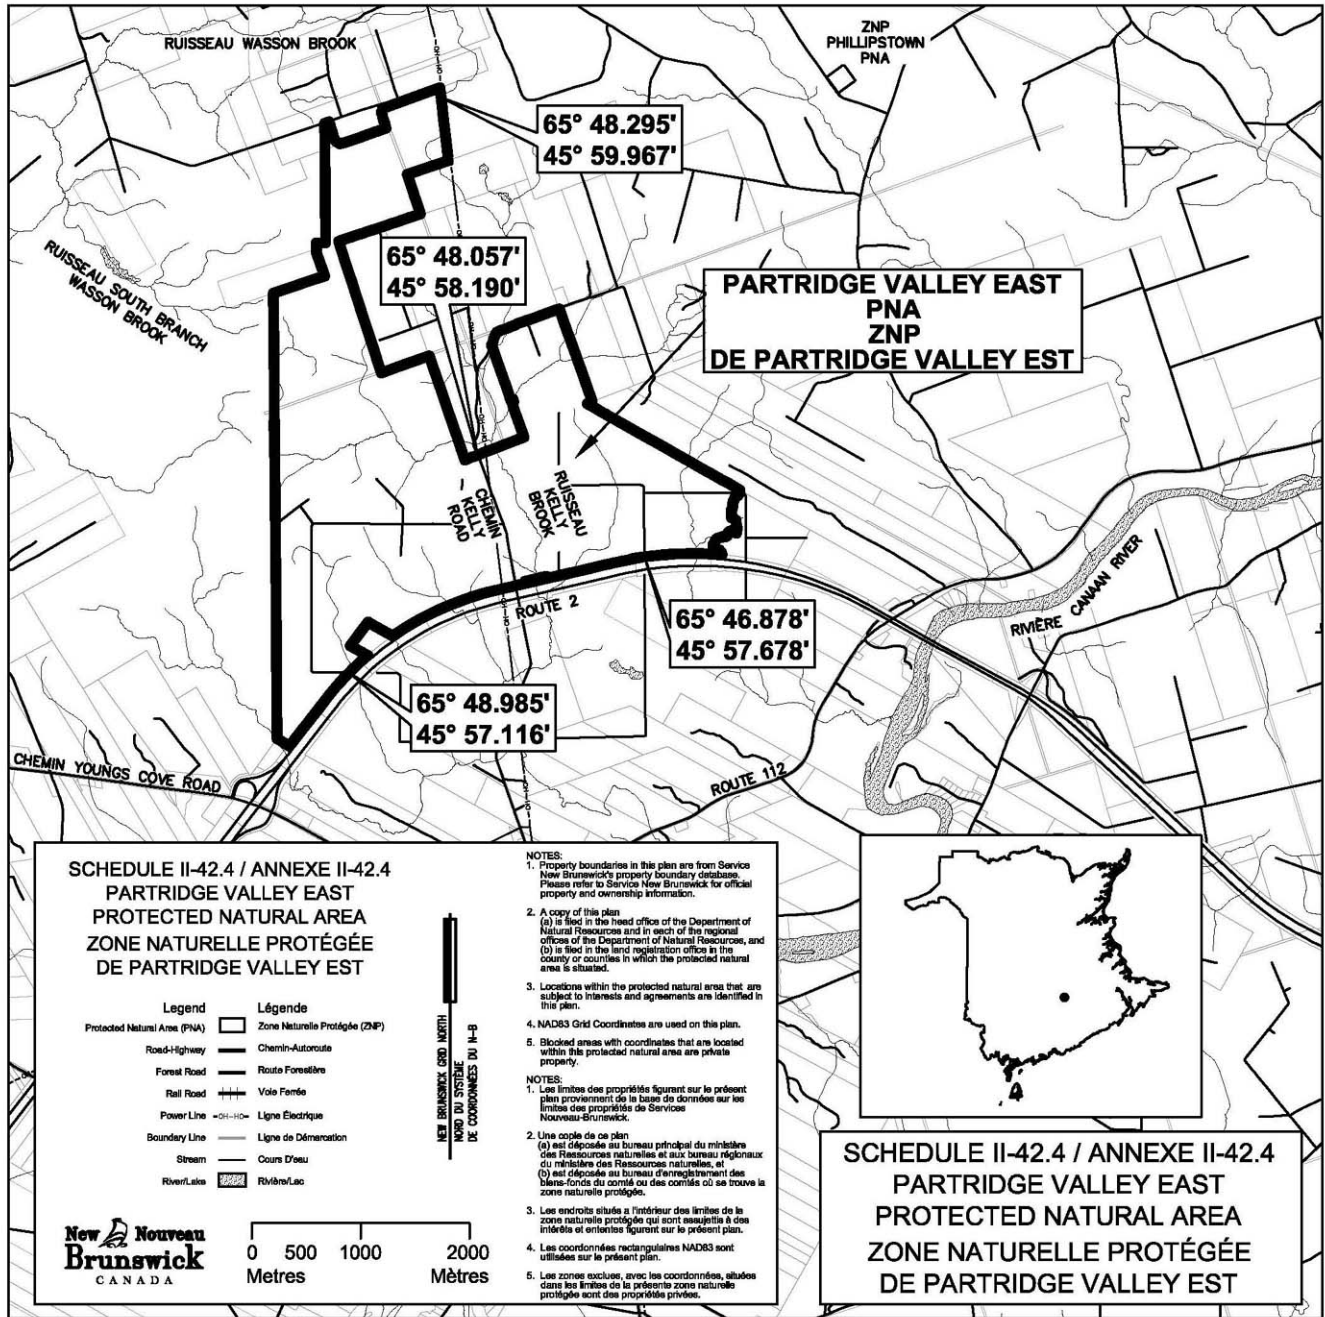 RUISSEAU WASSON BROOK
ZNP
PHILLIPSTOWN
PNA
65° 48.295'
45° 59.967'
RUISSEAU SOUTH BRANCH
WASSON BROOK
65° 48.057'
45° 58.190'
PARTRIDGE VALLEY EAST
PNA
ZNP
DE PARTRIDGE VALLEY EST
CHEMIN
KELLY
ROAD
RUISSEAU
KELLY
BROOK
ROUTE 2
65° 46.878'
45° 57.678'
RIVIÈRE CANAAN RIVER
65° 48.985'
45° 57.116'
CHEMIN YOUNGS COVE ROAD
ROUTE 112
SCHEDULE II-42.4 / ANNEXE II-42.4
PARTRIDGE VALLEY EAST
PROTECTED NATURAL AREA
ZONE NATURELLE PROTÉGÉE
DE PARTRIDGE VALLEY EST
Legend Légende
Protected Natural Area (PNA) Zone Naturelle Protégée (ZNP)
Road-Highway Chemin-Autoroute
Forest Road Route Forestière
Rail Road Voie Ferrée
Power Line -OH-HO- Ligne Électrique
Boundary Line Ligne de Démarcation
Stream Cours D'eau
River/Lake Rivière/Lac
NEW BRUNSWICK GRID NORTH
NORD DU SYSTÈME
DE COORDONNÉES DU N-B
New Nouveau
Brunswick
CANADA
0 500 1000 2000
Metres Mètres
NOTES:
1. Property boundaries in this plan are from Service
New Brunswick's property boundary database.
Please refer to Service New Brunswick for official
property and ownership information.
2. A copy of this plan
(a) is filed in the head office of the Department of
Natural Resources and in each of the regional
offices of the Department of Natural Resources, and
(b) is filed in the land registration office in the
county or counties in which the protected natural
area is situated.
3. Locations within the protected natural area that are
subject to interests and agreements are identified in
this plan.
4. NAD83 Grid Coordinates are used on this plan.
5. Blocked areas with coordinates that are located
within this protected natural area are private
property.
NOTES:
1. Les limites des propriétés figurant sur le présent
plan proviennent de la base de données sur les
limites des propriétés de Services
Nouveau-Brunswick.
2. Une copie de ce plan
(a) est déposée au bureau principal du ministère
des Ressources naturelles et aux bureau régionaux
du ministère des Ressources naturelles, et
(b) est déposée au bureau d'enregistrement des
biens-fonds du comté ou des comtés où se trouve la
zone naturelle protégée.
3. Les endroits situés a l'intérieur des limites de la
zone naturelle protégée qui sont assujettis à des
intérêts et ententes figurent sur le présent plan.
4. Les coordonnées rectangulaires NAD83 sont
utilisées sur le présent plan.
5. Les zones exclues, avec les coordonnées, situées
dans les limites de la présente zone naturelle
protégée sont des propriétés privées.
SCHEDULE II-42.4 / ANNEXE II-42.4
PARTRIDGE VALLEY EAST
PROTECTED NATURAL AREA
ZONE NATURELLE PROTÉGÉE
DE PARTRIDGE VALLEY EST